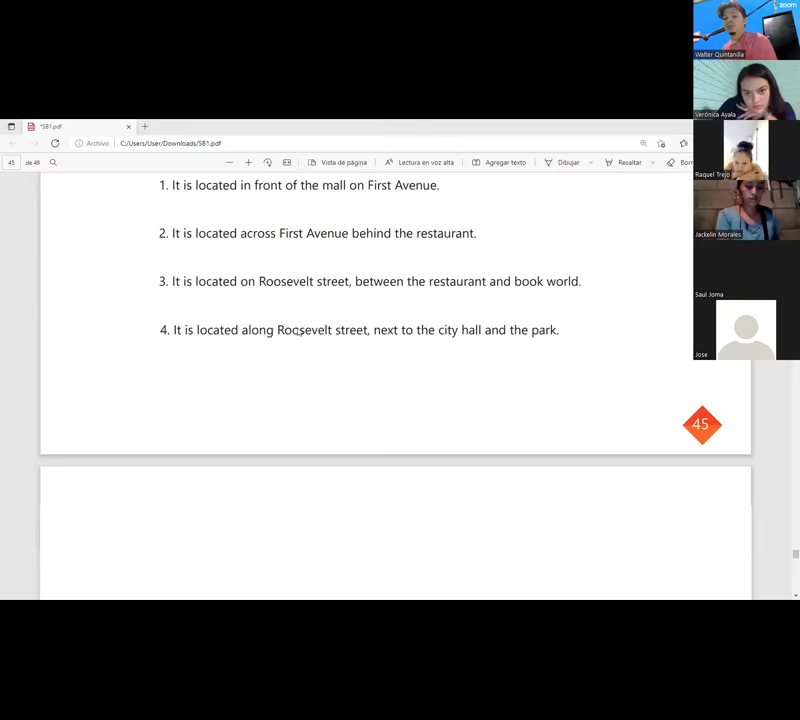 zoom
Walter Quintanilla
Verónica Ayala
Raquel Trejo
Jackelin Morales
Saul Joma
Jose
*SB1.pdf
Archivo
C:/Users/User/Downloads/SB1.pdf
45
de 49
Vista de página
Lectura en voz alta
Agregar texto
Dibujar
Resaltar
Borr
1. It is located in front of the mall on First Avenue.
2. It is located across First Avenue behind the restaurant.
3. It is located on Roosevelt street, between the restaurant and book world.
4. It is located along Roosevelt street, next to the city hall and the park.
45